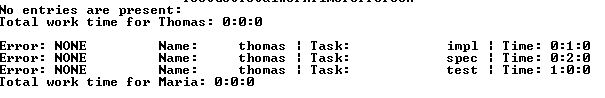 No entries are present:
Total work time for Thomas: 0:0:0
Error: NONE Name: thomas | Task: impl | Time: 0:1:0
Error: NONE Name: thomas | Task: spec | Time: 0:2:0
Error: NONE Name: thomas | Task: test | Time: 1:0:0
Total work time for Maria: 0:0:0